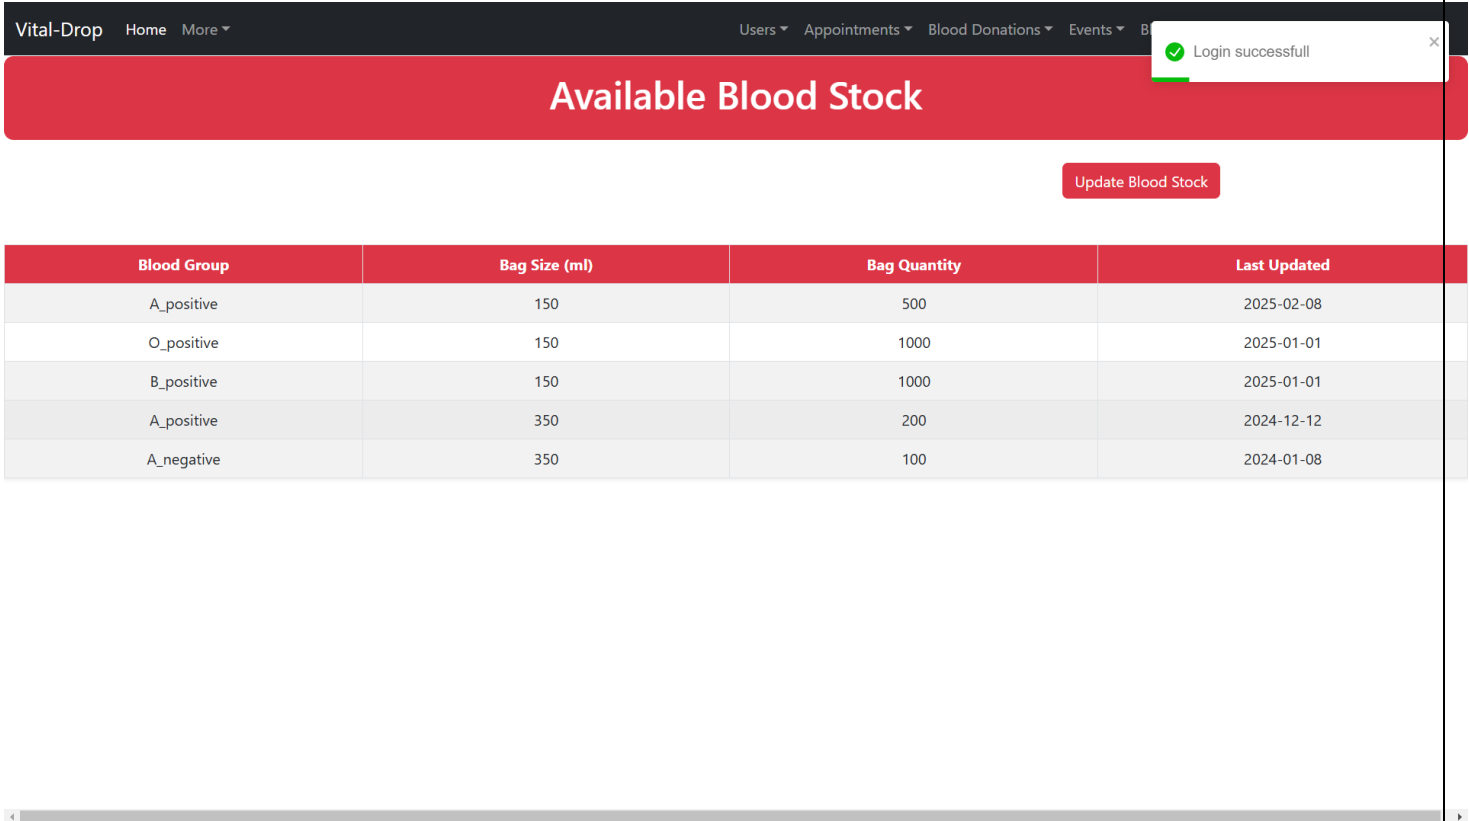 Vital-Drop Home More Users Appointments Blood Donations Events Bl
Login successfull
Available Blood Stock
Update Blood Stock
Blood Group Bag Size (ml) Bag Quantity Last Updated
A_positive 150 500 2025-02-08
O_positive 150 1000 2025-01-01
B_positive 150 1000 2025-01-01
A_positive 350 200 2024-12-12
A_negative 350 100 2024-01-08